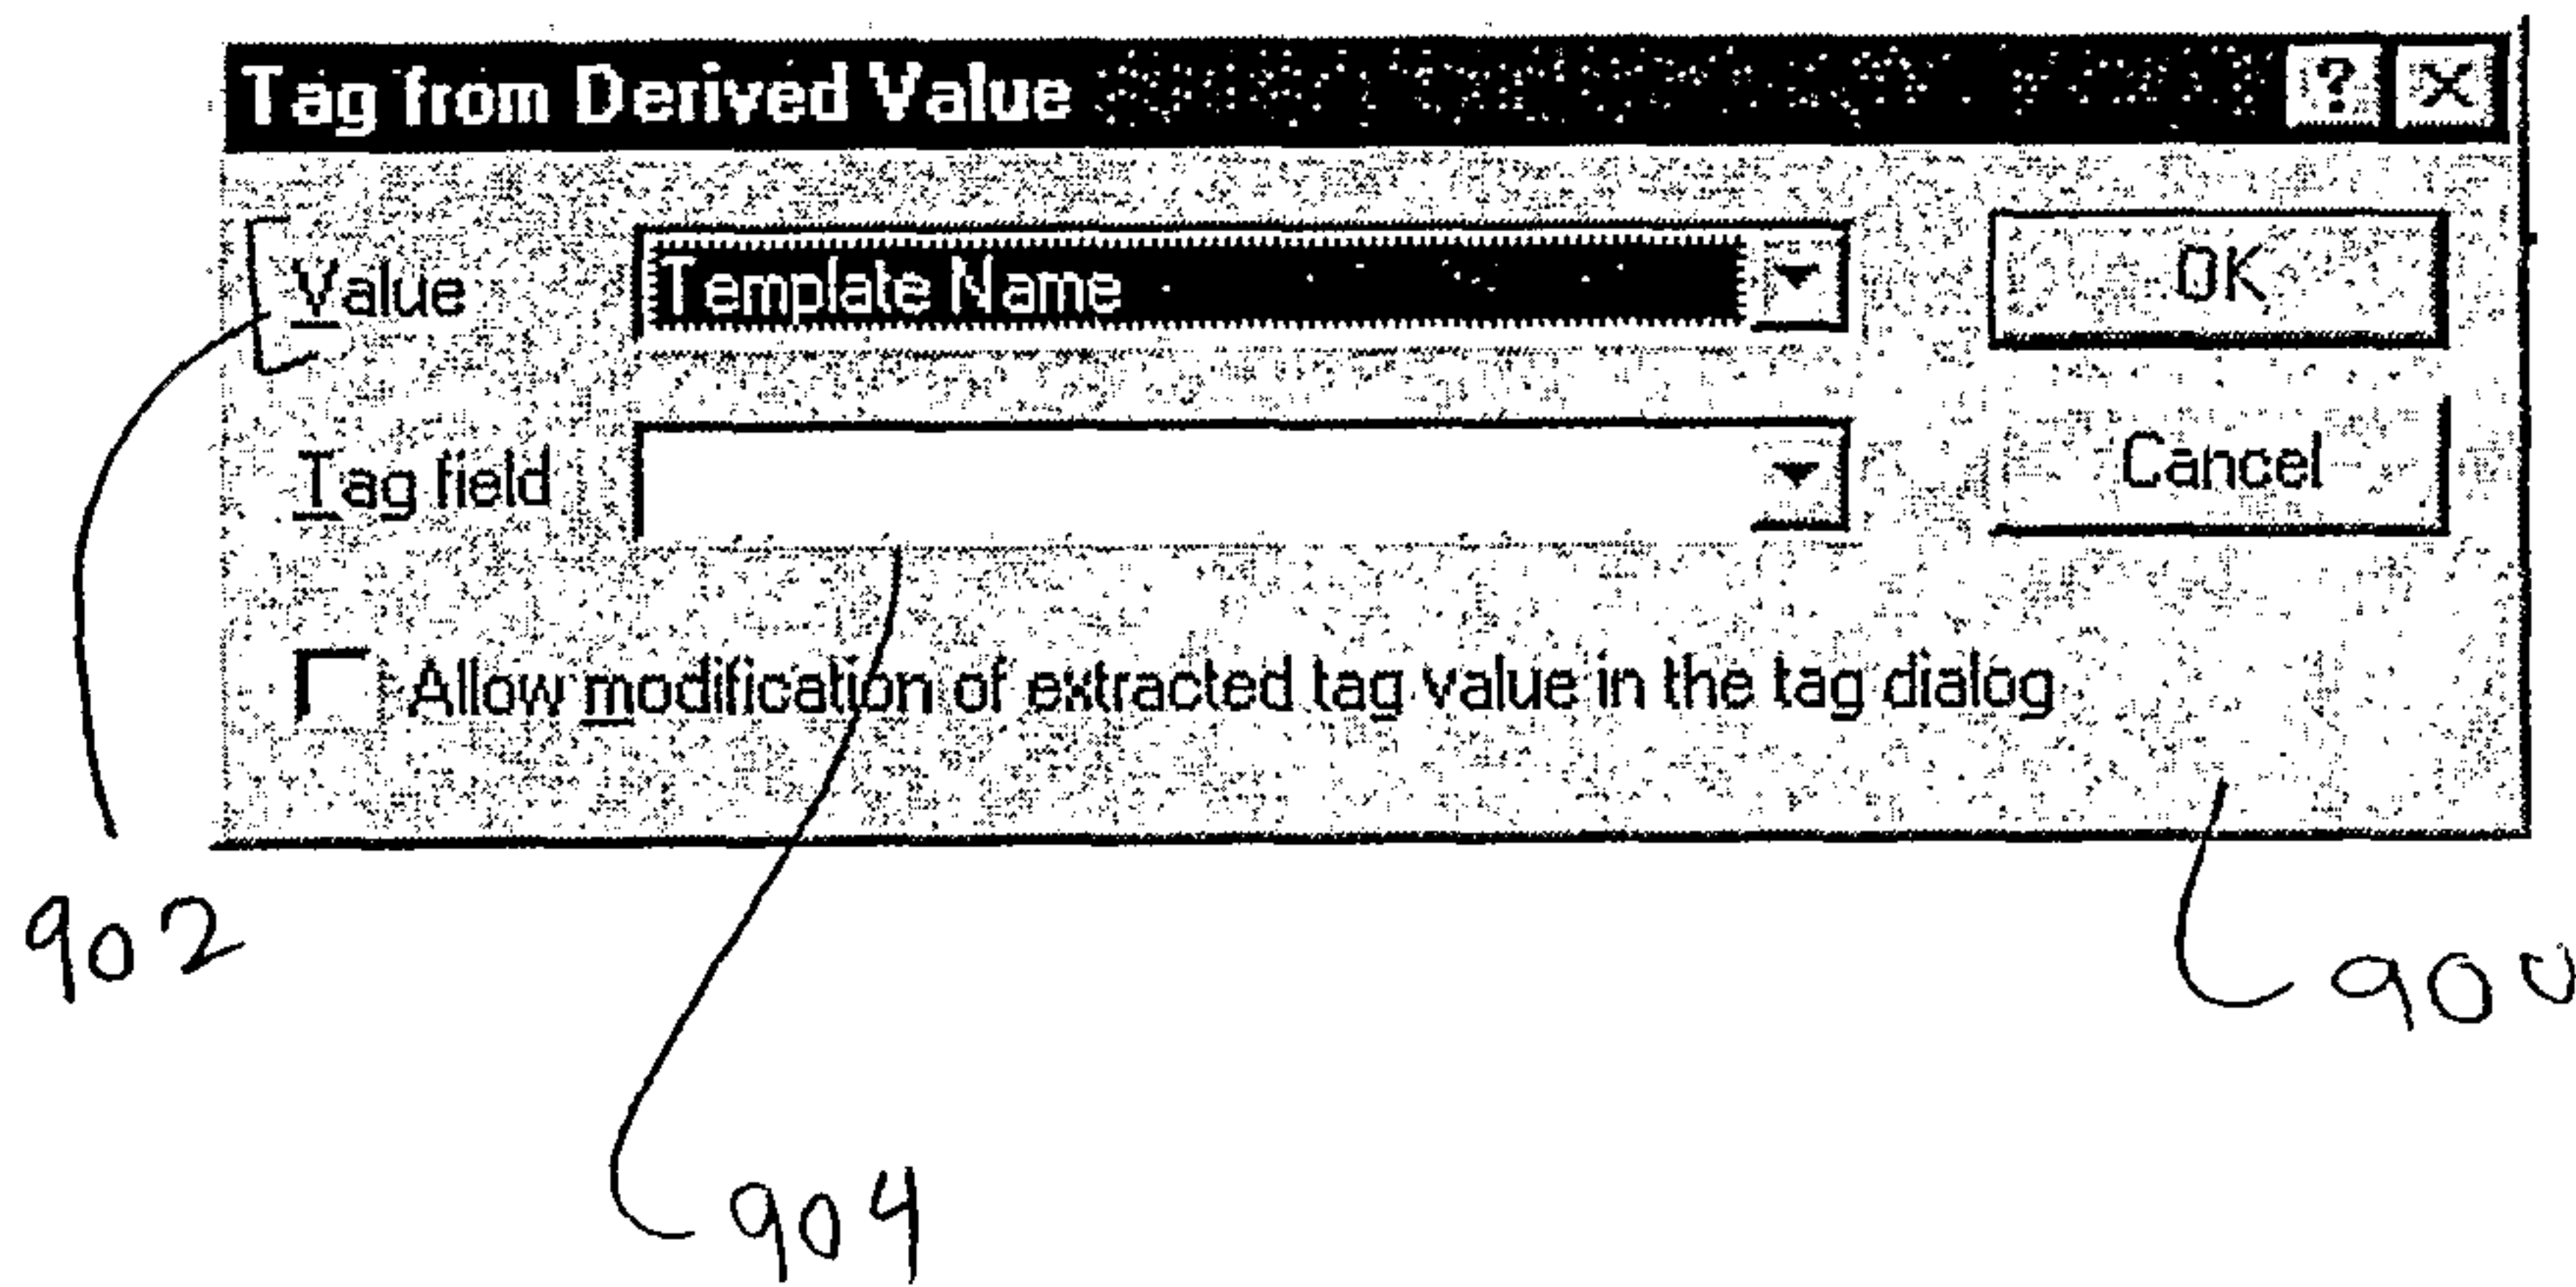 Tag from Derived Value ? X
Value Template Name OK
Tag field Cancel
Allow modification of extracted tag value in the tag dialog
902
900
904